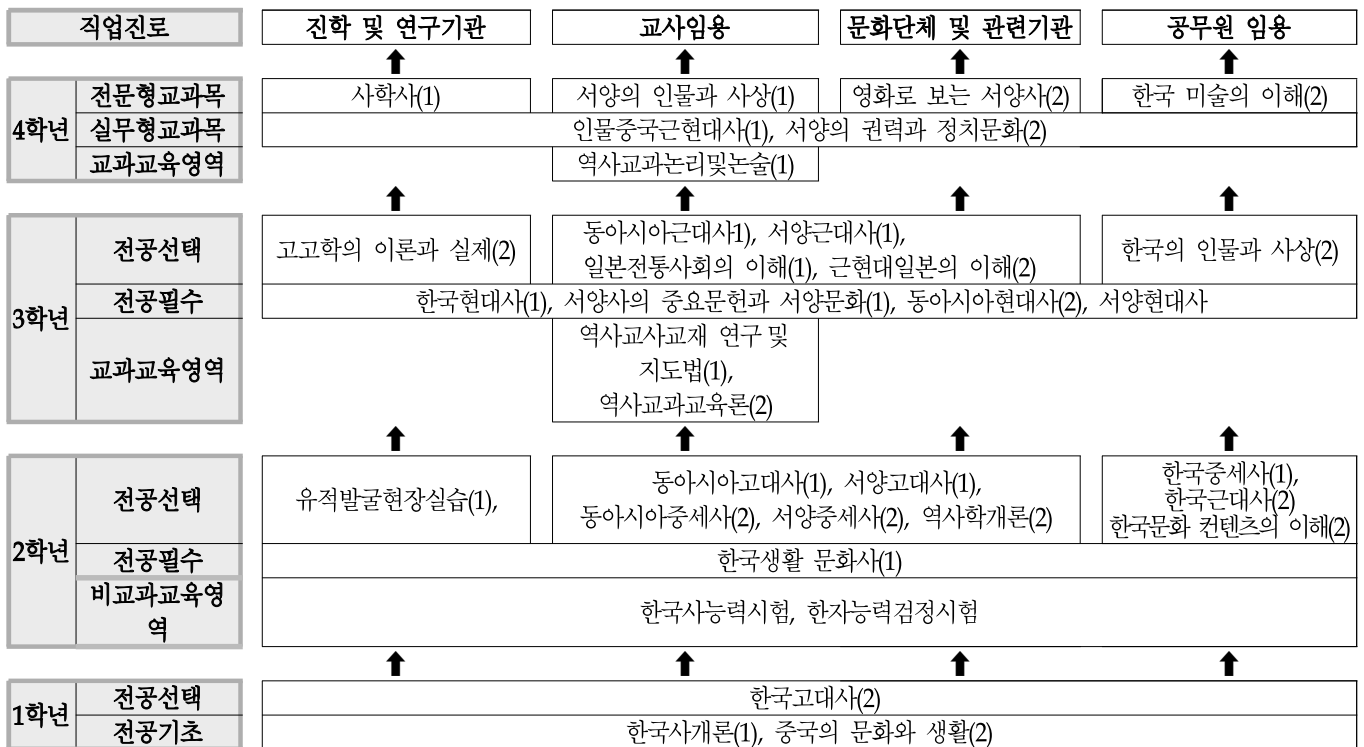 직업진로 진학 및 연구기관 교사임용 문화단체 및 관련기관 공무원 임용
4학년
전문형교과목 사학사(1) 서양의 인물과 사상(1) 영화로 보는 서양사(2) 한국 미술의 이해(2)
실무형교과목 인물중국근현대사(1), 서양의 권력과 정치문화(2)
교과교육영역 역사교과논리및논술(1)
3학년
전공선택 고고학의 이론과 실제(2)
동아시아근대사1), 서양근대사(1),
일본전통사회의 이해(1), 근현대일본의 이해(2)
한국의 인물과 사상(2)
전공필수 한국현대사(1), 서양사의 중요문헌과 서양문화(1), 동아시아현대사(2), 서양현대사
교과교육영역
역사교사교재 연구 및
지도법(1),
역사교과교육론(2)
2학년
전공선택 유적발굴현장실습(1),
동아시아고대사(1), 서양고대사(1),
동아시아중세사(2), 서양중세사(2), 역사학개론(2)
한국중세사(1),
한국근대사(2)
한국문화 컨텐츠의 이해(2)
전공필수 한국생활 문화사(1)
비교과교육영
역
한국사능력시험, 한자능력검정시험
1학년
전공선택 한국고대사(2)
전공기초 한국사개론(1), 중국의 문화와 생활(2)